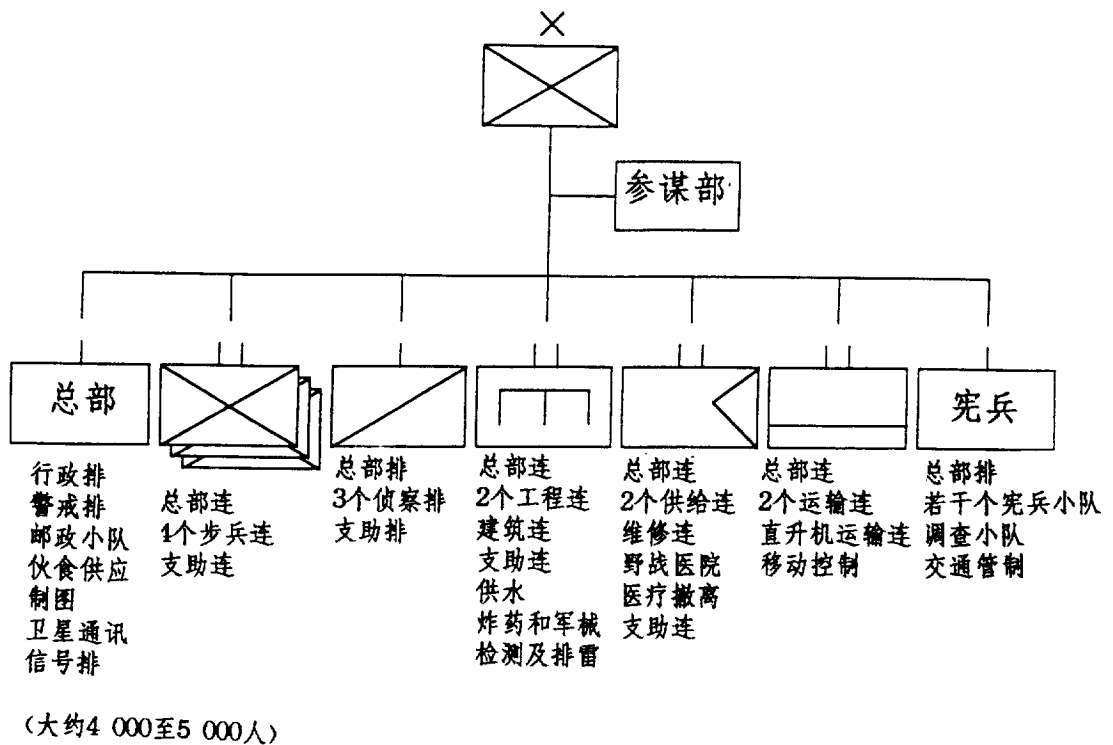 参谋部
总部
行政排
警戒排
邮政小队
伙食供应
制图
卫星通讯
信号排
总部连
4个步兵连
支助连
总部排
3个侦察排
支助排
总部连
2个工程连
建筑连
支助连
供水
炸药和军械
检测及排雷
总部连
2个供给连
维修连
野战医院
医疗撤离
支助连
总部连
2个运输连
直升机运输连
移动控制
宪兵
总部排
若干个宪兵小队
调查小队
交通管制
(大约4 000至5 000人)